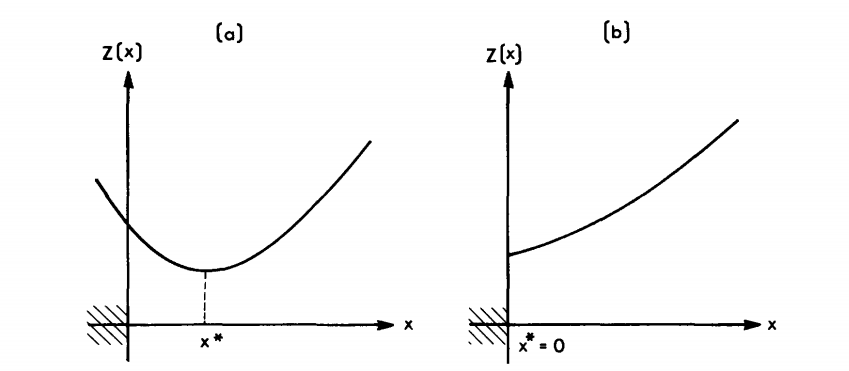 (a)
Z(x)
x
x*
(b)
Z(x)
x
x* = 0